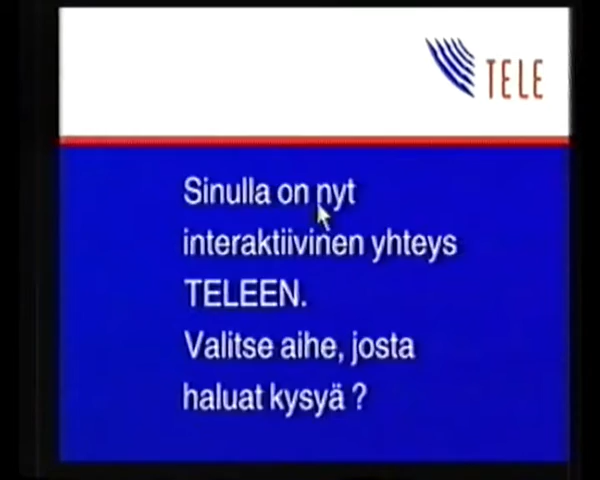 TELE
Sinulla on nyt
interaktiivinen yhteys
TELEEN.
Valitse aihe, josta
haluat kysyä ?